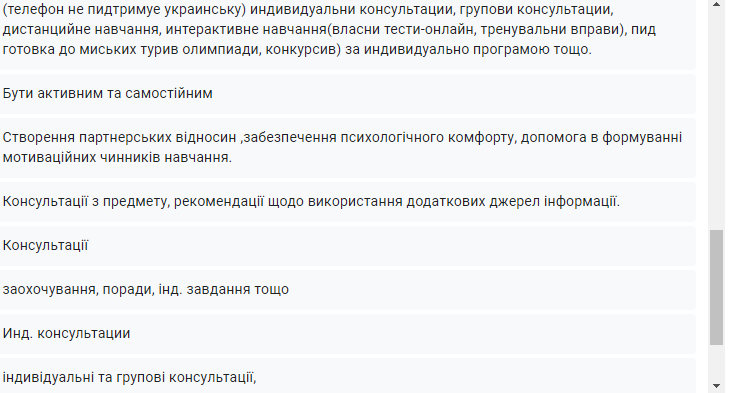 (телефон не пидтримуе украинську) индивидуальни консультации, групови консультации,
дистанцийне навчання, интерактивне навчання(власни тести-онлайн, тренувальни вправи), пид
готовка до миських турив олимпиади, конкурсив) за индивидуально програмою тощо.
Бути активним та самостійним
Створення партнерських відносин ,забезпечення психологічного комфорту, допомога в формуванні
мотиваційних чинників навчання.
Консультації з предмету, рекомендації щодо використання додаткових джерел інформації.
Консультації
заохочування, поради, інд. завдання тощо
Инд. консультации
індивідуальні та групові консультації,